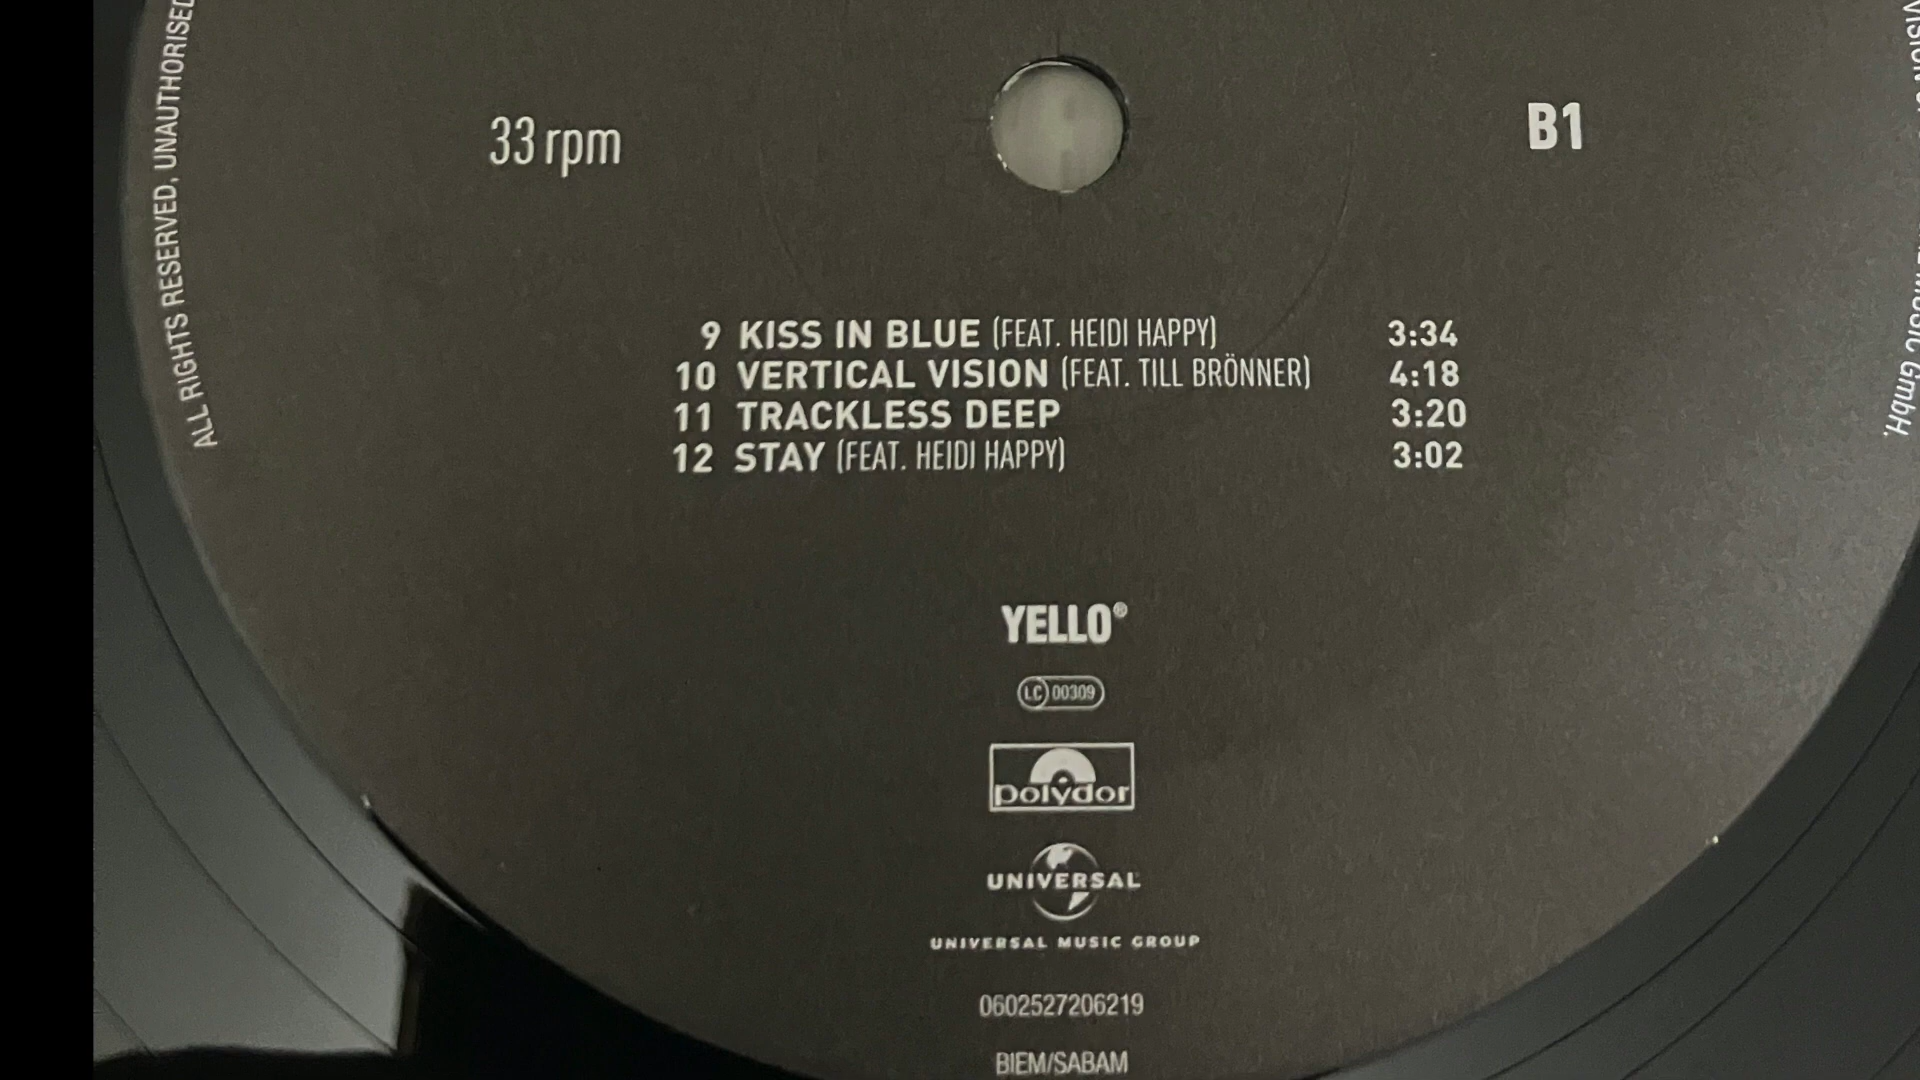 ALL RIGHTS RESERVED, UNAUTHORISED
33 rpm
B1
9 KISS IN BLUE (FEAT. HEIDI HAPPY) 3:34
10 VERTICAL VISION (FEAT. TILL BRÖNNER) 4:18
11 TRACKLESS DEEP 3:20
12 STAY (FEAT. HEIDI HAPPY) 3:02
YELLO®
LC 00309
polydor
UNIVERSAL
UNIVERSAL MUSIC GROUP
0602527206219
BIEM/SABAM
MUSIC GmbH.